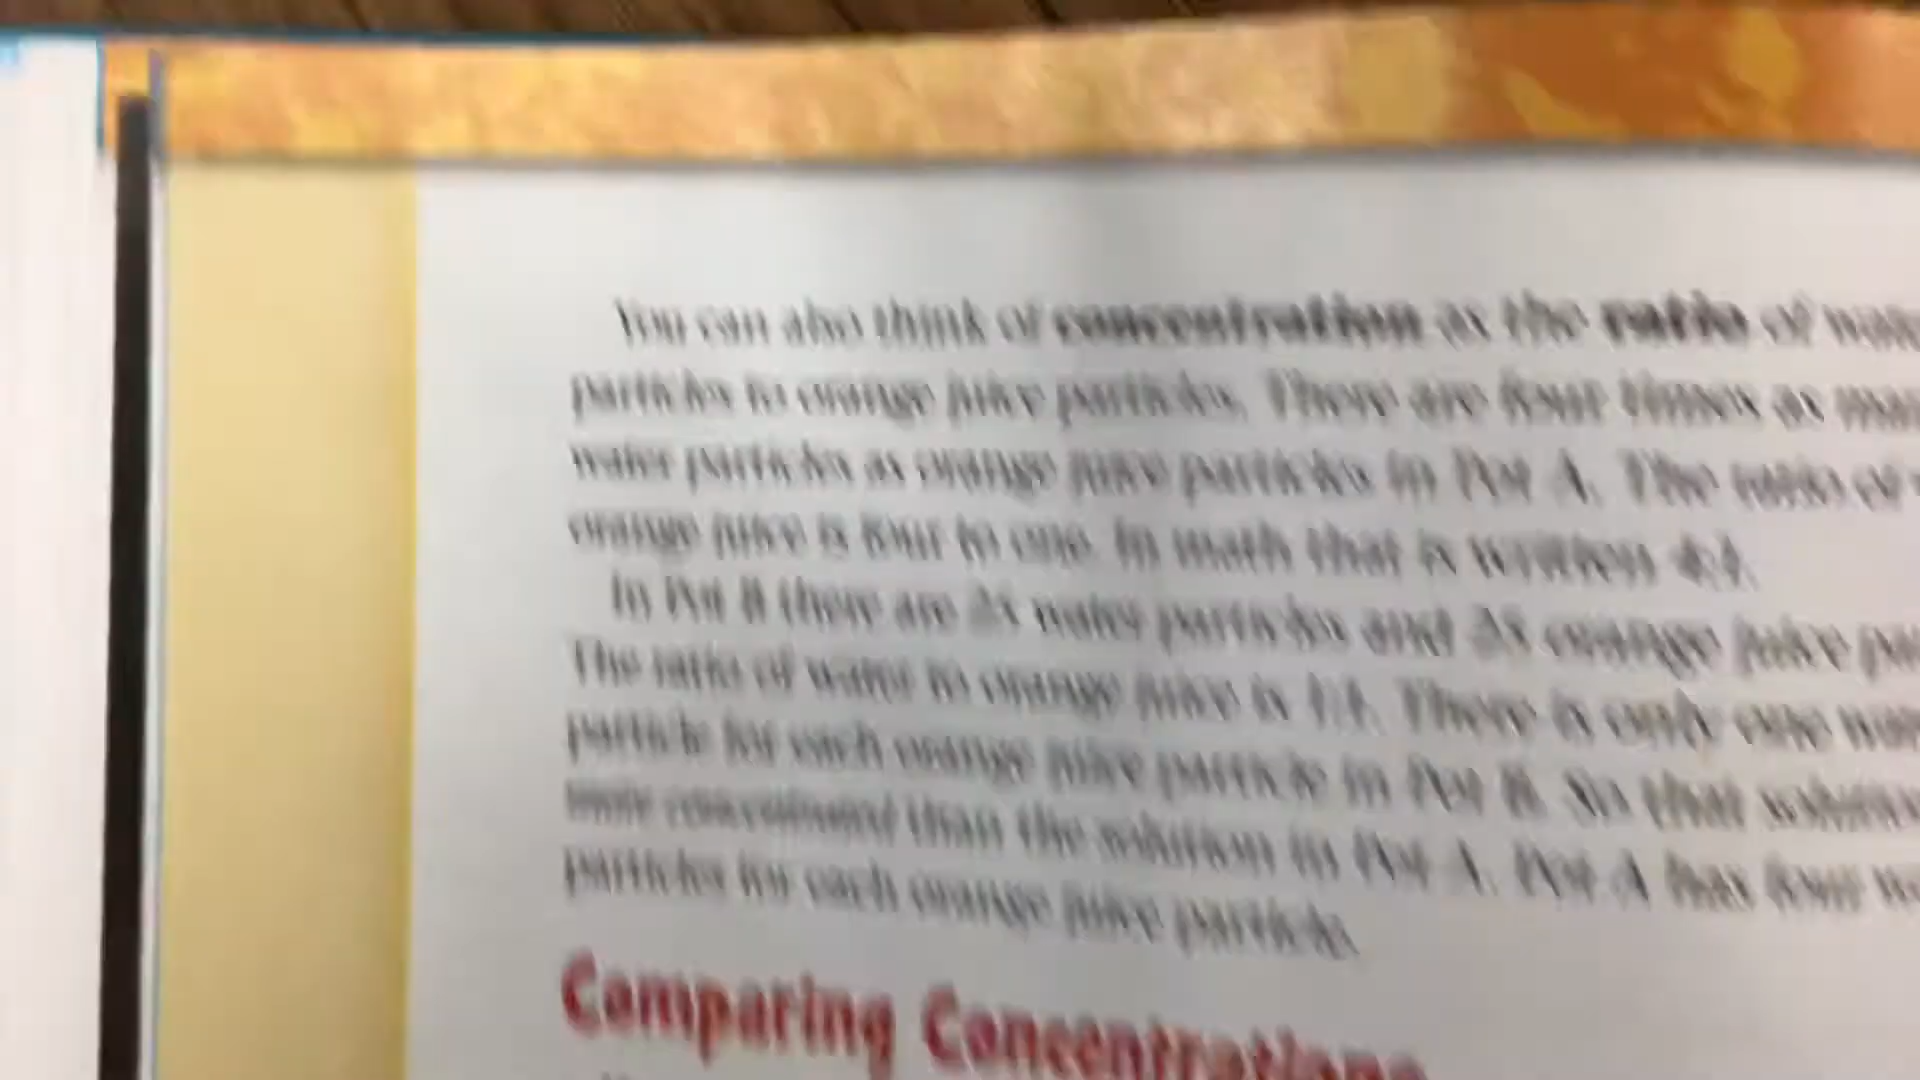 You can also think of concentration as the ratio of
particles to orange juice particles. There are four times as
water particles as orange juice particles in Pot A. The ratio of
orange juice is four to one. In math that is written 4:1.
In Pot B there are water particles and orange juice
The ratio of water to orange juice is 1:1. There is only one
particle for each orange juice particle in Pot B. So that
more concentrated than the solution in Pot A. Pot A has four
particles for each orange juice particle.
Comparing Concentrations